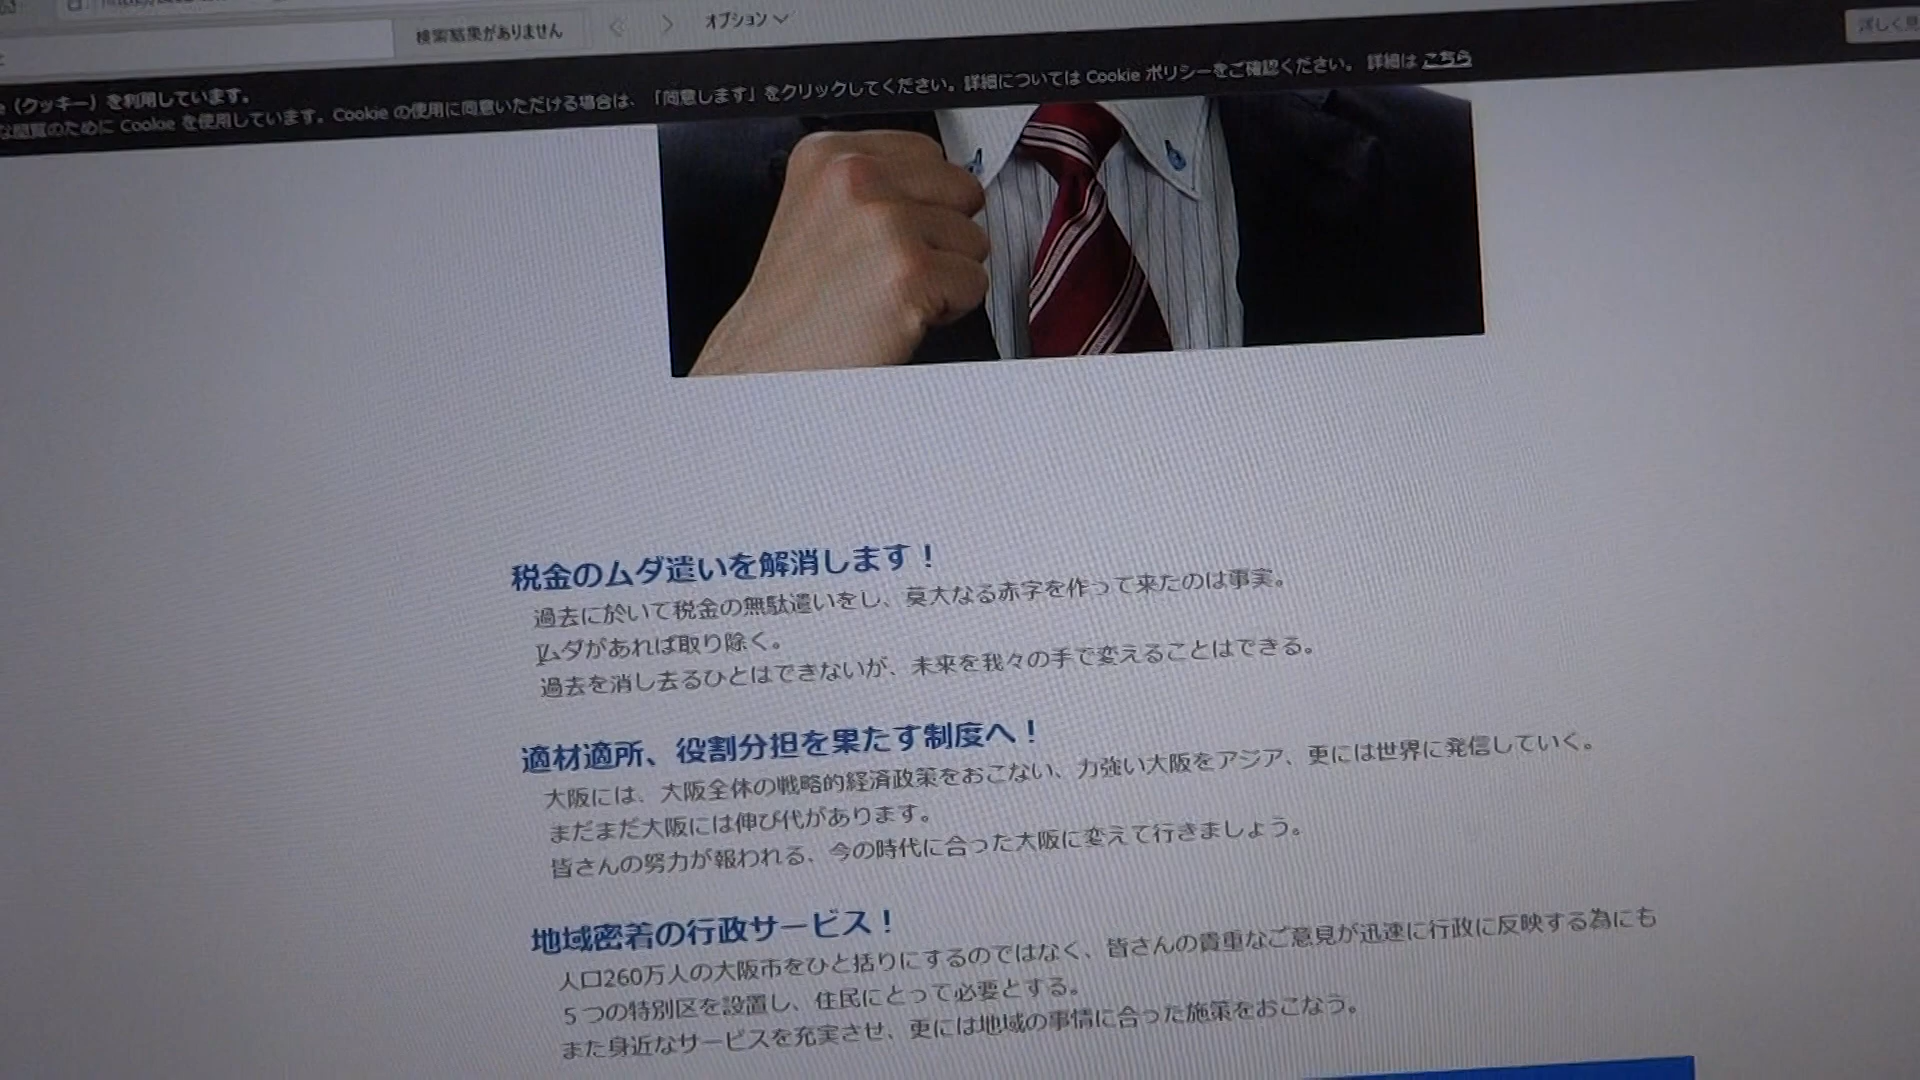 検索結果がありません
オプション
詳しく見
（クッキー）を利用しています。
な閲覧のために Cookie を使用しています。Cookie の使用に同意いただける場合は、「同意します」をクリックしてください。詳細については Cookie ポリシーをご確認ください。 詳細は こちら
税金のムダ遣いを解消します！
過去に於いて税金の無駄遣いをし、莫大なる赤字を作って来たのは事実。
ムダがあれば取り除く。
過去を消し去るひとはできないが、未来を我々の手で変えることはできる。
適材適所、役割分担を果たす制度へ！
大阪には、大阪全体の戦略的経済政策をおこない、力強い大阪をアジア、更には世界に発信していく。
まだまだ大阪には伸び代があります。
皆さんの努力が報われる、今の時代に合った大阪に変えて行きましょう。
地域密着の行政サービス！
人口260万人の大阪市をひと括りにするのではなく、皆さんの貴重なご意見が迅速に行政に反映する為にも
５つの特別区を設置し、住民にとって必要とする。
また身近なサービスを充実させ、更には地域の事情に合った施策をおこなう。